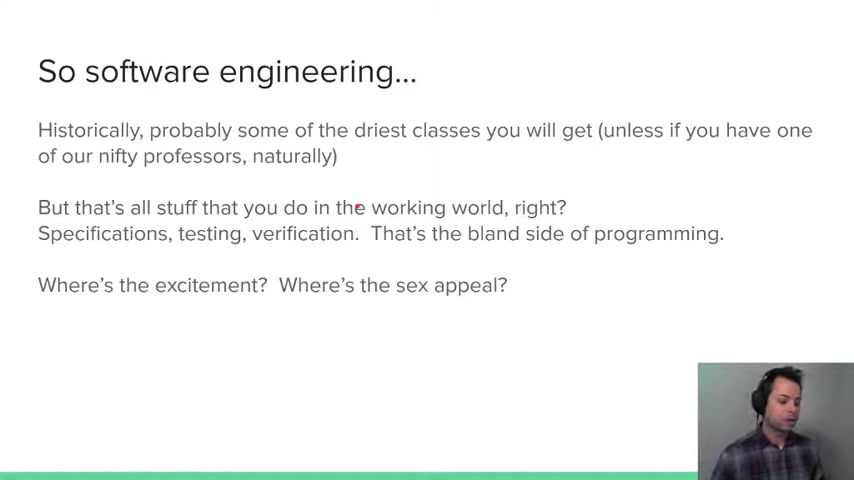 So software engineering...
Historically, probably some of the driest classes you will get (unless if you have one
of our nifty professors, naturally)
But that's all stuff that you do in the working world, right?
Specifications, testing, verification.  That's the bland side of programming.
Where's the excitement?  Where's the sex appeal?